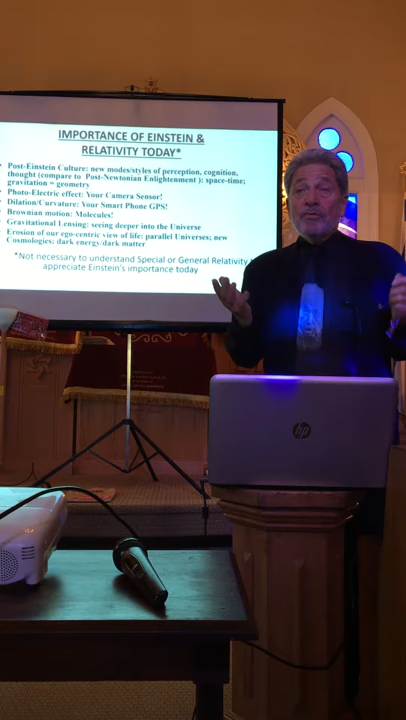 IMPORTANCE OF EINSTEIN &
RELATIVITY TODAY*
Post-Einstein Culture: new modes/styles of perception, cognition,
thought (compare to Post-Newtonian Enlightenment ): space-time;
gravitation = geometry
Photo-Electric effect: Your Camera Sensor!
Dilation/Curvature: Your Smart Phone GPS!
Brownian motion: Molecules!
Gravitational Lensing: seeing deeper into the Universe
Erosion of our ego-centric view of life: parallel Universes; new
Cosmologies: dark energy/dark matter
*Not necessary to understand Special or General Relativity
appreciate Einstein's importance today
hp